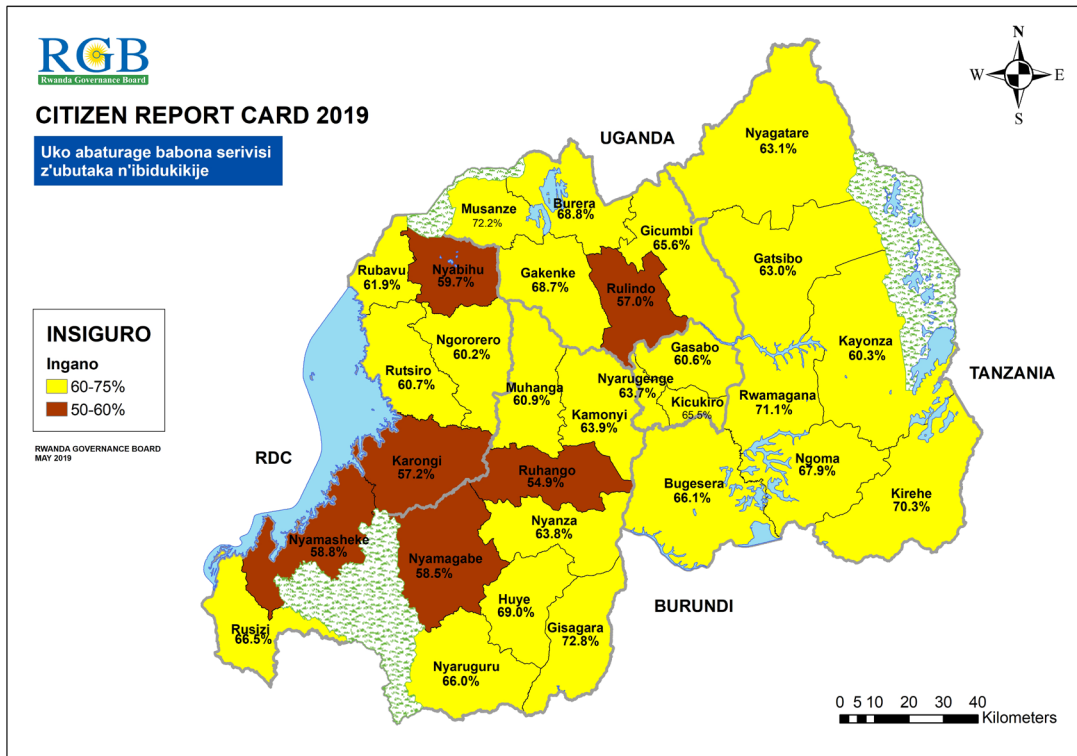 RGB
Rwanda Governance Board
CITIZEN REPORT CARD 2019
Uko abaturage babona serivisi
z'ubutaka n'ibidukikije
N
W
E
S
UGANDA
Nyagatare
63.1%
Musanze
72.2%
Burera
68.8%
Gicumbi
65.6%
Gatsibo
63.0%
Rubavu
61.9%
Nyabihu
59.7%
Gakenke
68.7%
Rulindo
57.0%
INSIGURO
Ingano
60-75%
50-60%
RWANDA GOVERNANCE BOARD
MAY 2019
Ngororero
60.2%
Rutsiro
60.7%
Muhanga
60.9%
Kamonyi
63.9%
Nyarugenge
63.7%
Gasabo
60.6%
Kicukiro
65.5%
Rwamagana
71.1%
Kayonza
60.3%
TANZANIA
RDC
Karongi
57.2%
Ruhango
54.9%
Bugesera
66.1%
Ngoma
67.9%
Kirehe
70.3%
Nyamasheke
58.8%
Nyamagabe
58.5%
Nyanza
63.8%
Huye
69.0%
Gisagara
72.8%
BURUNDI
Rusizi
66.5%
Nyaruguru
66.0%
0 5 10 20 30 40
Kilometers